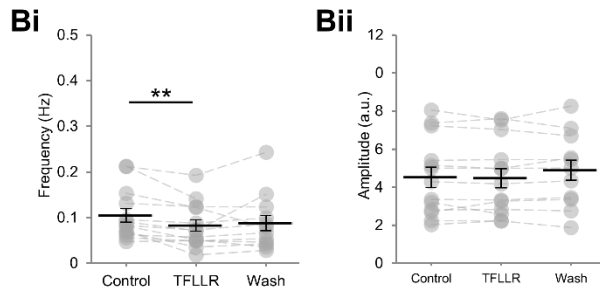 Bi
0.5
0.4
0.3
0.2
0.1
0
Frequency (Hz)
**
Control TFLLR Wash
Bii
12
0
8
6
4
2
0
Amplitude (a.u.)
Control TFLLR Wash